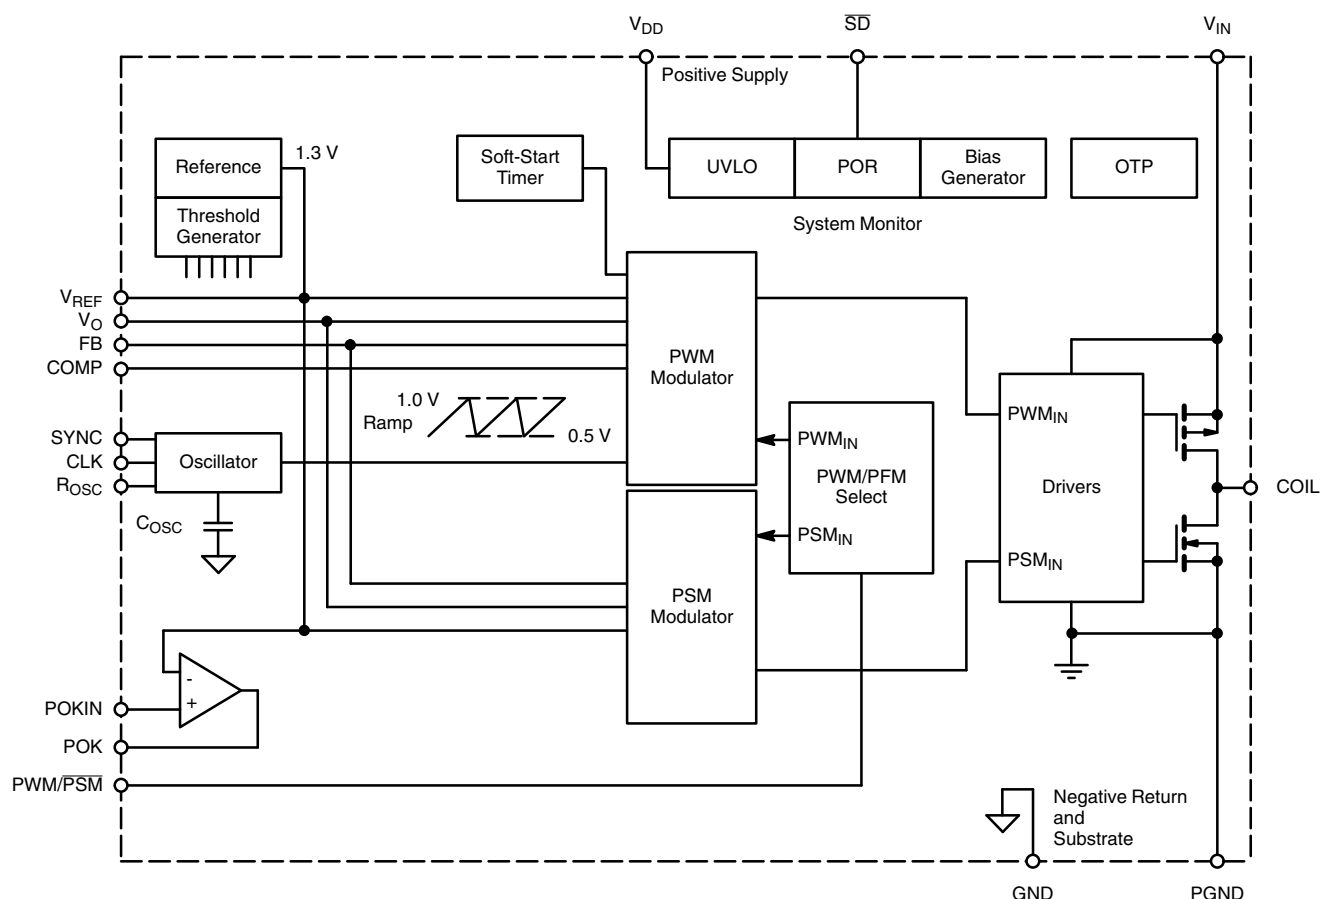 VDD
SD
VIN
Positive Supply
Reference
1.3 V
Threshold
Generator
Soft-Start
Timer
UVLO
POR
Bias
Generator
OTP
System Monitor
VREF
VO
FB
COMP
PWM
Modulator
1.0 V
Ramp
0.5 V
SYNC
CLK
ROSC
Oscillator
COSC
PWMIN
PWM/PFM
Select
PSMIN
PWMIN
Drivers
PSMIN
COIL
PSM
Modulator
-
+
POKIN
POK
PWM/PSM
Negative Return
and
Substrate
GND
PGND